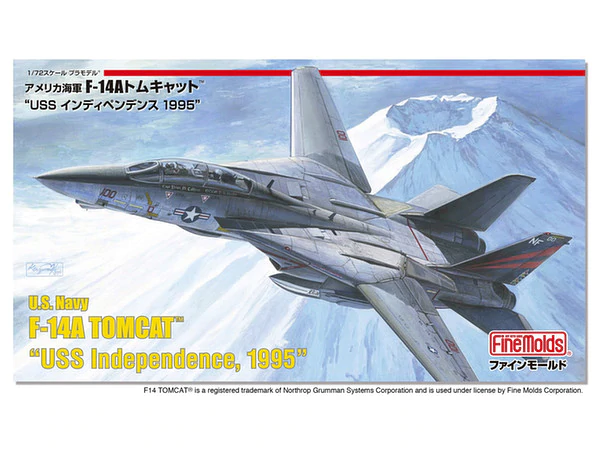 1/72スケール プラモデル
アメリカ海軍 F-14Aトムキャット™
“USS インディペンデンス 1995”
100
NF
00
U.S. Navy
F-14A TOMCAT™
“USS Independence, 1995”
FineMolds
ファインモールド
F14 TOMCAT® is a registered trademark of Northrop Grumman Systems Corporation and is used under license by Fine Molds Corporation.